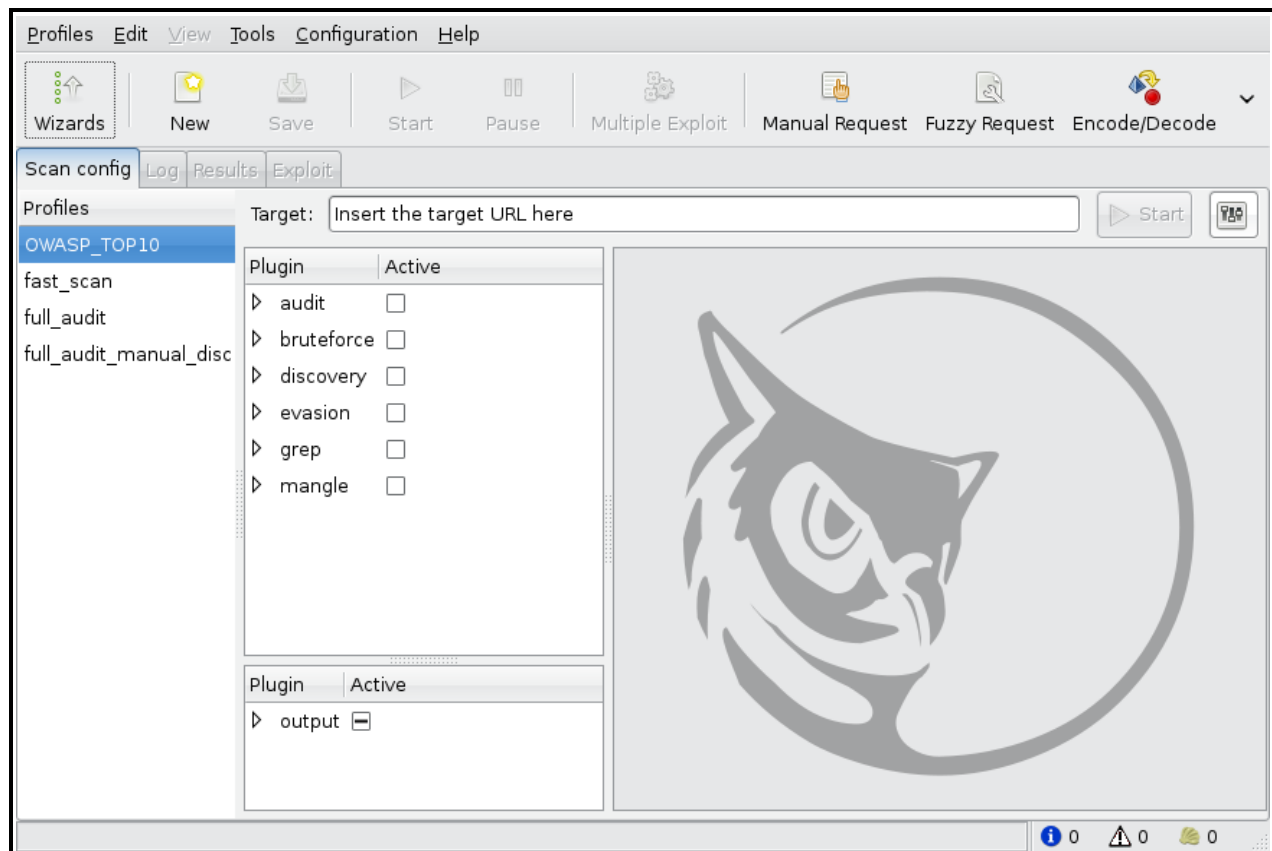 Profiles Edit View Tools Configuration Help
Wizards New Save Start Pause Multiple Exploit Manual Request Fuzzy Request Encode/Decode
Scan config Log Results Exploit
Profiles
OWASP_TOP10
fast_scan
full_audit
full_audit_manual_disc
Target: Insert the target URL here Start
Plugin Active
audit
bruteforce
discovery
evasion
grep
mangle
Plugin Active
output
0 0 0